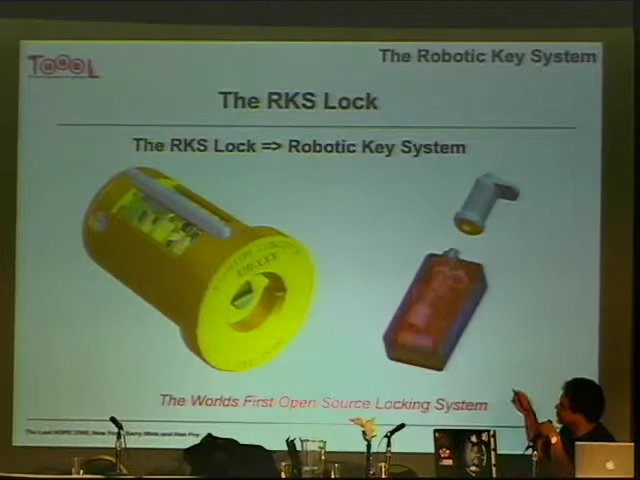 TOOOL
The Robotic Key System
The RKS Lock
The RKS Lock => Robotic Key System
The Worlds First Open Source Locking System